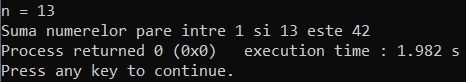 n = 13
Suma numerelor pare intre 1 si 13 este 42
Process returned 0 (0x0)   execution time : 1.982 s
Press any key to continue.